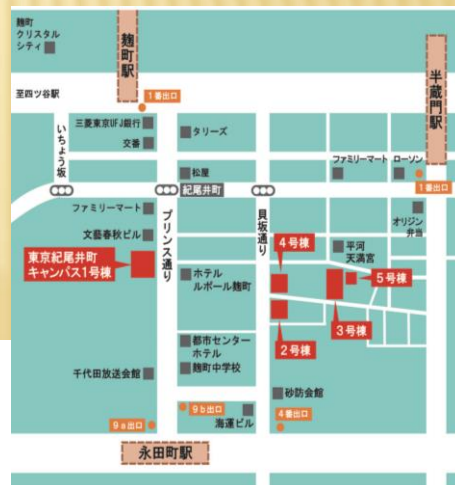 麹町
クリスタル
シティ
麹町駅
半蔵門駅
至四ツ谷駅
1番出口
いちょう坂
三菱東京UFJ銀行
交番
タリーズ
松屋
紀尾井町
ファミリーマート
ローソン
1番出口
ファミリーマート
文藝春秋ビル
プリンス通り
貝坂通り
オリジン
弁当
東京紀尾井町
キャンパス1号棟
4号棟
平河
天満宮
5号棟
ホテル
ルポール麹町
2号棟
3号棟
都市センター
ホテル
麹町中学校
千代田放送会館
砂防会館
9a出口
9b出口
海運ビル
4番出口
永田町駅